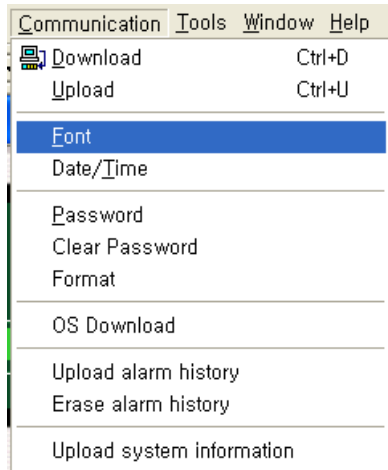 Communication Tools Window Help
Download Ctrl+D
Upload Ctrl+U
Font
Date/Time
Password
Clear Password
Format
OS Download
Upload alarm history
Erase alarm history
Upload system information